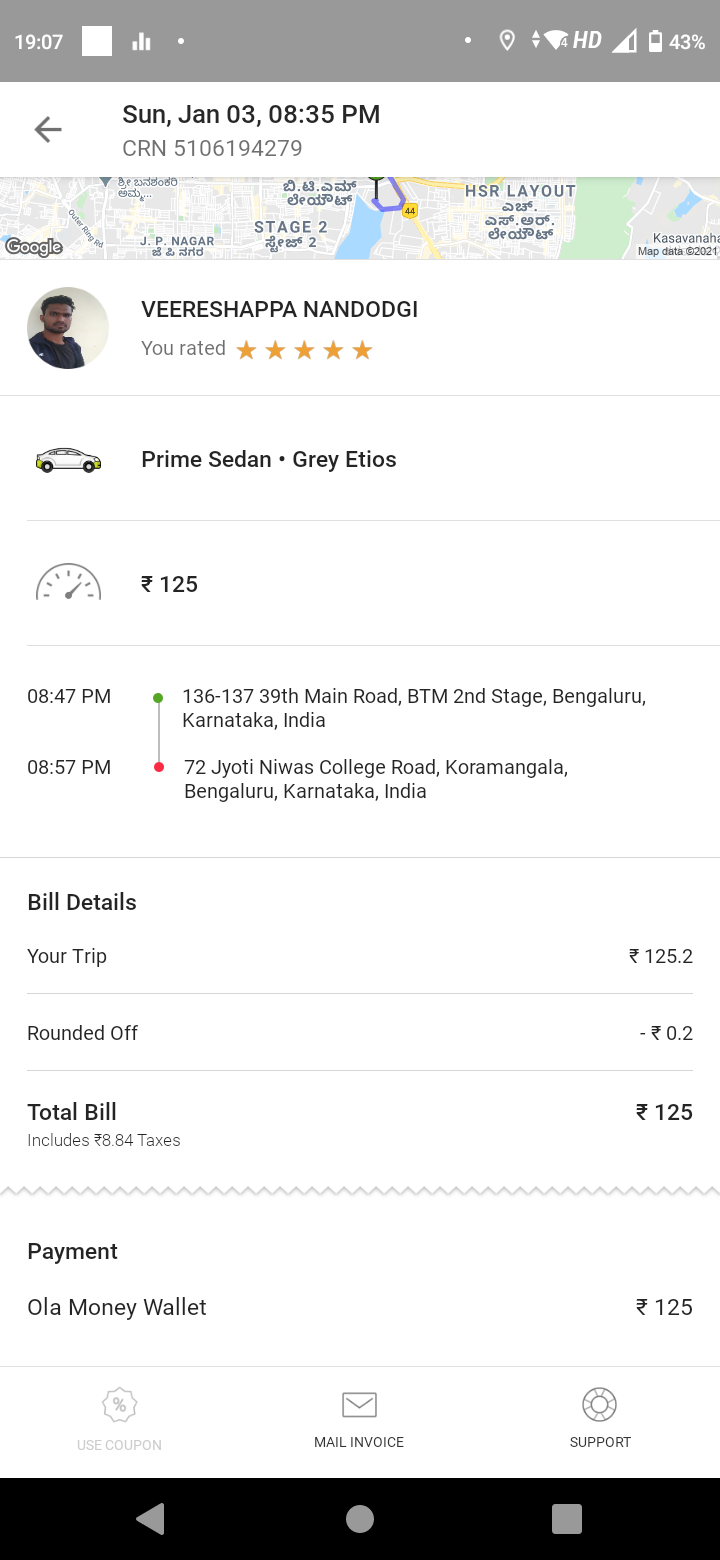 19:07
4 HD 43%
Sun, Jan 03, 08:35 PM
CRN 5106194279
ಶ್ರೀ ಬನಶಂಕರಿ
ಅಮ್ಮ...
Outer Ring Rd
J. P. NAGAR
ಜೆ ಪಿ ನಗರ
Google
ಬಿ.ಟಿ.ಎಮ್
ಲೇಯೌಟ್
STAGE 2
ಸ್ಟೇಜ್ 2
44
HSR LAYOUT
ಎಚ್.
ಎಸ್.ಆರ್.
ಲೇಯೌಟ್
Kasavanaha
Map data ©2021
VEERESHAPPA NANDODGI
You rated
Prime Sedan • Grey Etios
₹ 125
08:47 PM 136-137 39th Main Road, BTM 2nd Stage, Bengaluru,
Karnataka, India
08:57 PM 72 Jyoti Niwas College Road, Koramangala,
Bengaluru, Karnataka, India
Bill Details
Your Trip ₹ 125.2
Rounded Off - ₹ 0.2
Total Bill ₹ 125
Includes ₹8.84 Taxes
Payment
Ola Money Wallet ₹ 125
%
USE COUPON MAIL INVOICE SUPPORT